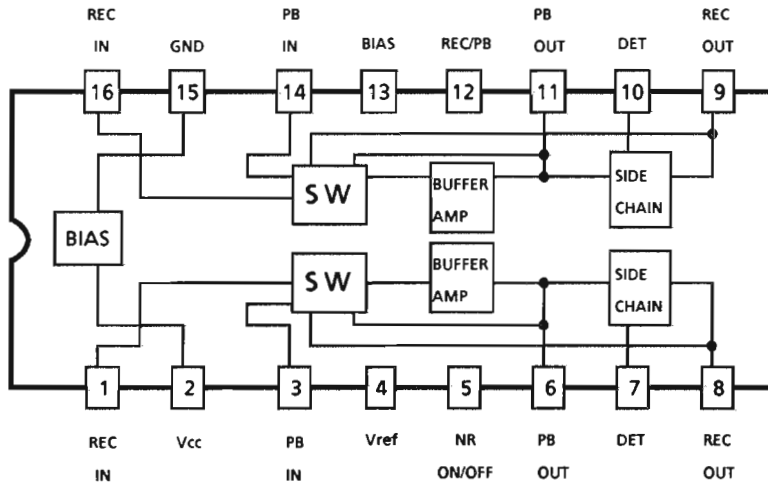 REC PB PB REC
IN GND IN BIAS REC/PB OUT DET OUT
16 15 14 13 12 11 10 9
SW BUFFER SIDE
AMP CHAIN
BIAS
SW BUFFER SIDE
AMP CHAIN
1 2 3 4 5 6 7 8
REC Vcc PB Vref NR PB DET REC
IN IN ON/OFF OUT OUT